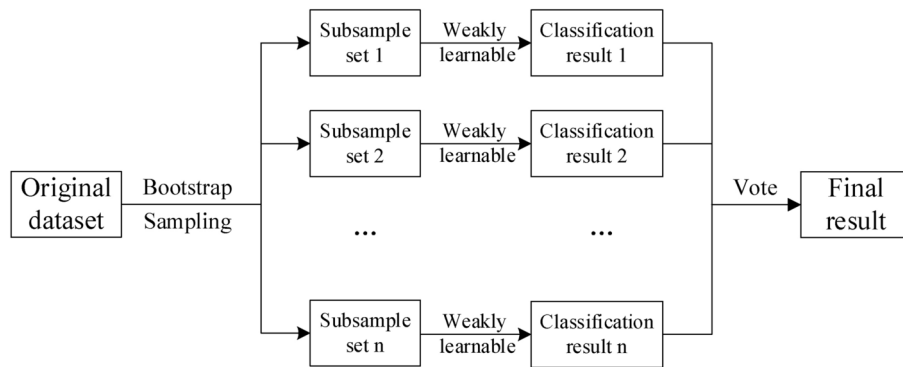 Original
dataset
Bootstrap
Sampling
Subsample
set 1
Weakly
learnable
Classification
result 1
Subsample
set 2
Weakly
learnable
Classification
result 2
...
...
Subsample
set n
Weakly
learnable
Classification
result n
Vote
Final
result